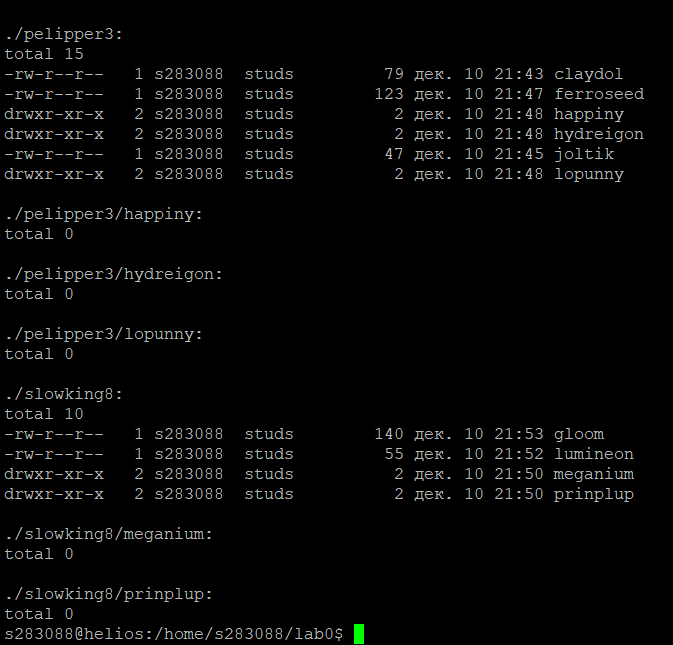 ./pelipper3:
total 15
-rw-r--r--   1 s283088  studs         79 дек. 10 21:43 claydol
-rw-r--r--   1 s283088  studs        123 дек. 10 21:47 ferroseed
drwxr-xr-x   2 s283088  studs          2 дек. 10 21:48 happiny
drwxr-xr-x   2 s283088  studs          2 дек. 10 21:48 hydreigon
-rw-r--r--   1 s283088  studs         47 дек. 10 21:45 joltik
drwxr-xr-x   2 s283088  studs          2 дек. 10 21:48 lopunny
./pelipper3/happiny:
total 0
./pelipper3/hydreigon:
total 0
./pelipper3/lopunny:
total 0
./slowking8:
total 10
-rw-r--r--   1 s283088  studs        140 дек. 10 21:53 gloom
-rw-r--r--   1 s283088  studs         55 дек. 10 21:52 lumineon
drwxr-xr-x   2 s283088  studs          2 дек. 10 21:50 meganium
drwxr-xr-x   2 s283088  studs          2 дек. 10 21:50 prinplup
./slowking8/meganium:
total 0
./slowking8/prinplup:
total 0
s283088@helios:/home/s283088/lab0$